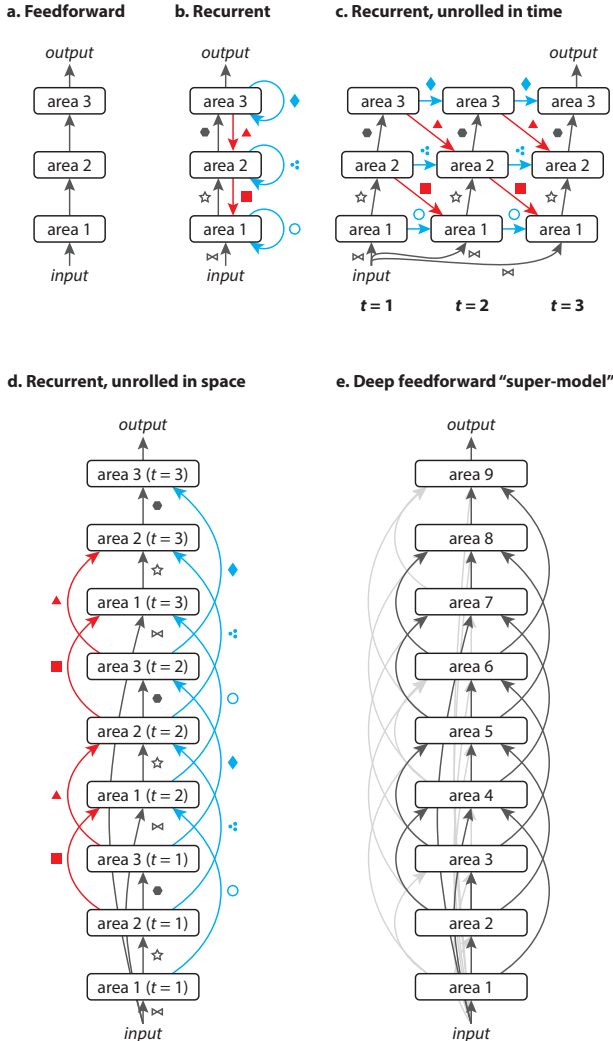 a. Feedforward
output
area 3
area 2
area 1
input
b. Recurrent
output
area 3
area 2
area 1
input
c. Recurrent, unrolled in time
output
area 3 area 3 area 3
area 2 area 2 area 2
area 1 area 1 area 1
input
t = 1 t = 2 t = 3
d. Recurrent, unrolled in space
output
area 3 (t = 3)
area 2 (t = 3)
area 1 (t = 3)
area 3 (t = 2)
area 2 (t = 2)
area 1 (t = 2)
area 3 (t = 1)
area 2 (t = 1)
area 1 (t = 1)
input
e. Deep feedforward “super-model”
output
area 9
area 8
area 7
area 6
area 5
area 4
area 3
area 2
area 1
input